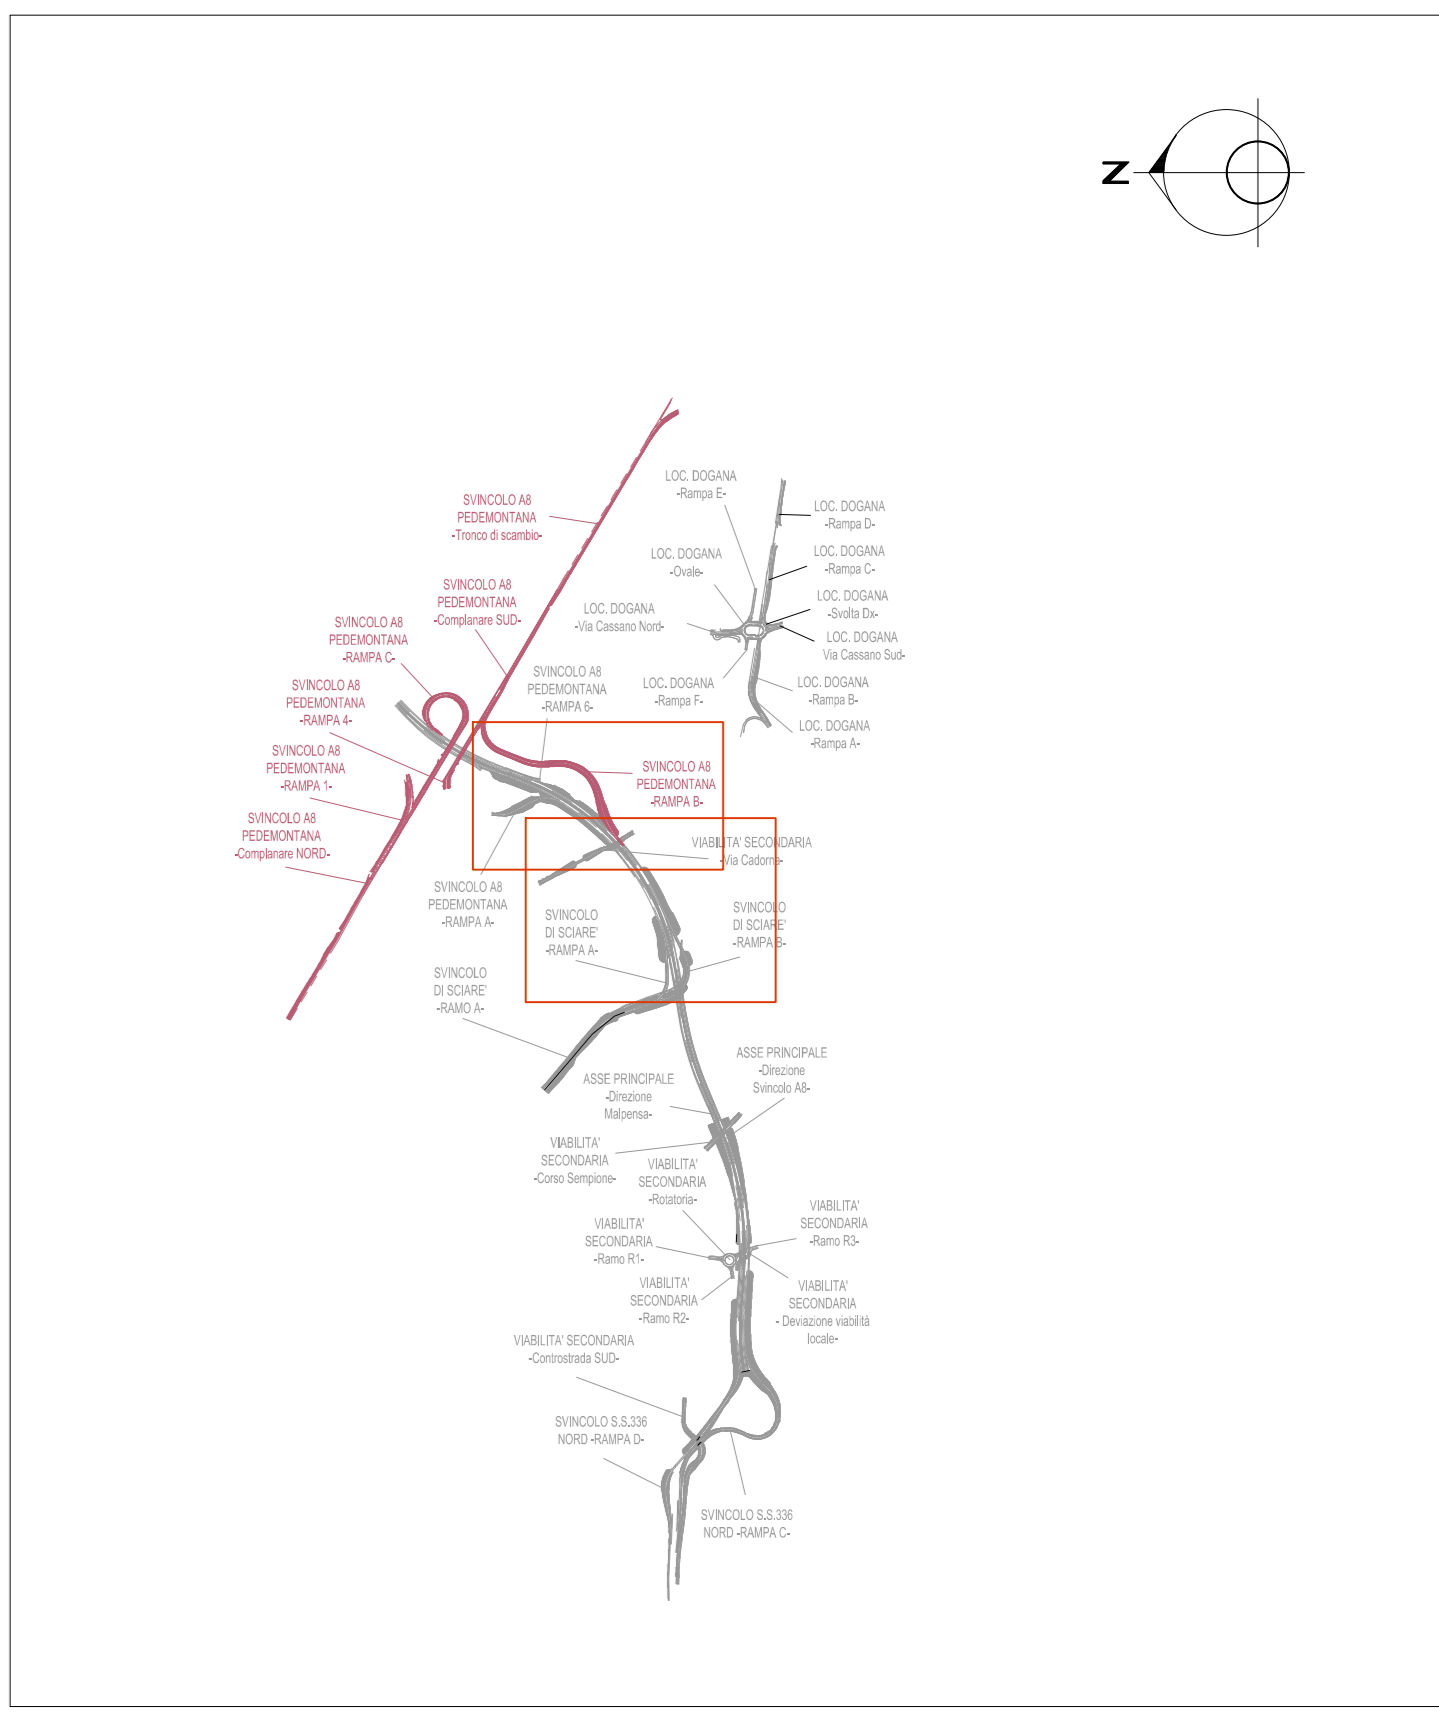 N
SVINCOLO A8
PEDEMONTANA
-Tronco di scambio-
LOC. DOGANA
-Rampa E-
LOC. DOGANA
-Rampa D-
LOC. DOGANA
-Ovale-
LOC. DOGANA
-Rampa C-
SVINCOLO A8
PEDEMONTANA
-Complanare SUD-
LOC. DOGANA
-Via Cassano Nord-
LOC. DOGANA
-Svolta Dx-
SVINCOLO A8
PEDEMONTANA
-RAMPA C-
LOC. DOGANA
Via Cassano Sud-
SVINCOLO A8
PEDEMONTANA
-RAMPA 4-
SVINCOLO A8
PEDEMONTANA
-RAMPA 6-
LOC. DOGANA
-Rampa F-
LOC. DOGANA
-Rampa B-
LOC. DOGANA
-Rampa A-
SVINCOLO A8
PEDEMONTANA
-RAMPA 1-
SVINCOLO A8
PEDEMONTANA
-RAMPA B-
SVINCOLO A8
PEDEMONTANA
-Complanare NORD-
VIABILITA' SECONDARIA
-Via Cadorna-
SVINCOLO A8
PEDEMONTANA
-RAMPA A-
SVINCOLO
DI SCIARE'
-RAMPA A-
SVINCOLO
DI SCIARE'
-RAMPA B-
SVINCOLO
DI SCIARE'
-RAMO A-
ASSE PRINCIPALE
-Direzione
Svincolo A8-
ASSE PRINCIPALE
-Direzione
Malpensa-
VIABILITA'
SECONDARIA
-Corso Sempione-
VIABILITA'
SECONDARIA
-Rotatoria-
VIABILITA'
SECONDARIA
-Ramo R3-
VIABILITA'
SECONDARIA
-Ramo R1-
VIABILITA'
SECONDARIA
-Ramo R2-
VIABILITA'
SECONDARIA
- Deviazione viabilità
locale-
VIABILITA' SECONDARIA
-Controstrada SUD-
SVINCOLO S.S.336
NORD -RAMPA D-
SVINCOLO S.S.336
NORD -RAMPA C-